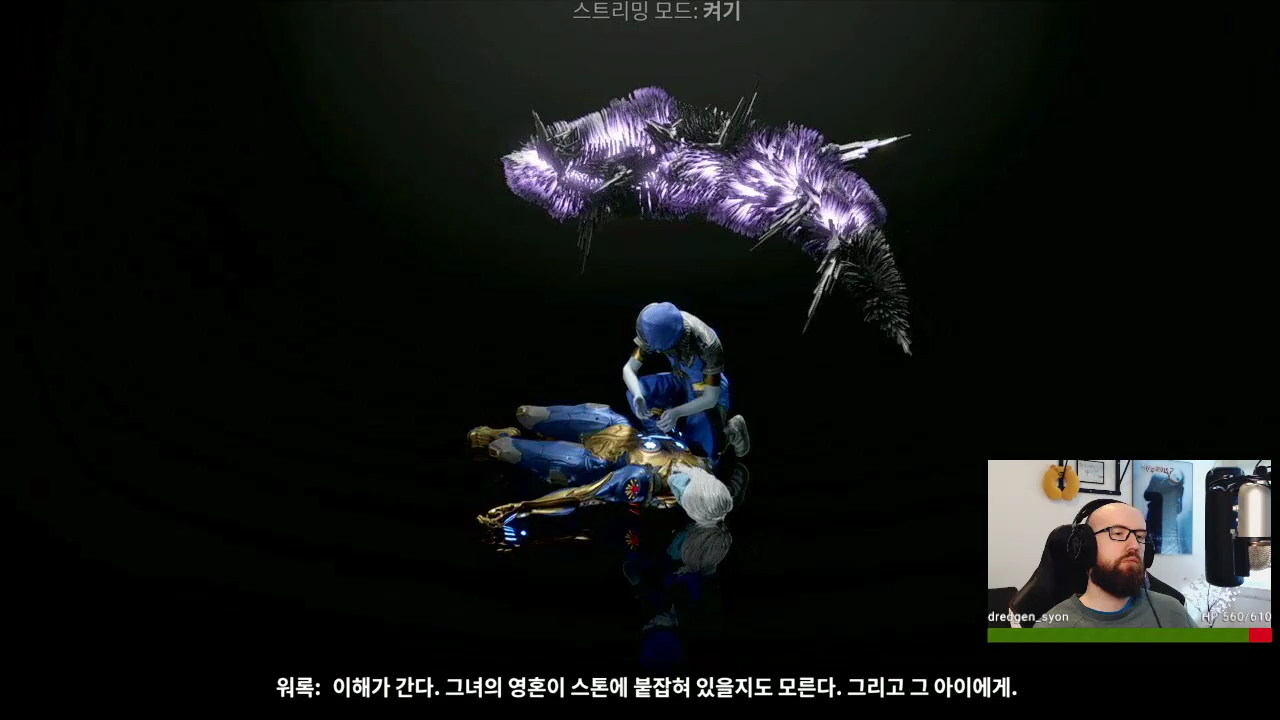 스트리밍 모드: 켜기
dredgen_syon
HP 560/610
워록: 이해가 간다. 그녀의 영혼이 스톤에 붙잡혀 있을지도 모른다. 그리고 그 아이에게.